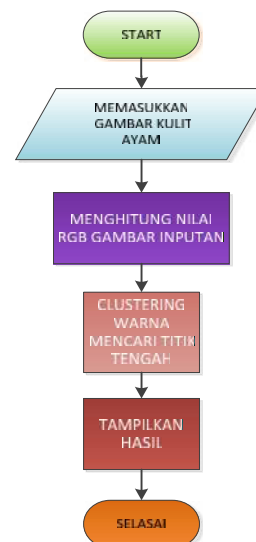 START
MEMASUKKAN
GAMBAR KULIT
AYAM
MENGHITUNG NILAI
RGB GAMBAR INPUTAN
CLUSTERING
WARNA
MENCARI TITIK
TENGAH
TAMPILKAN
HASIL
SELASAI